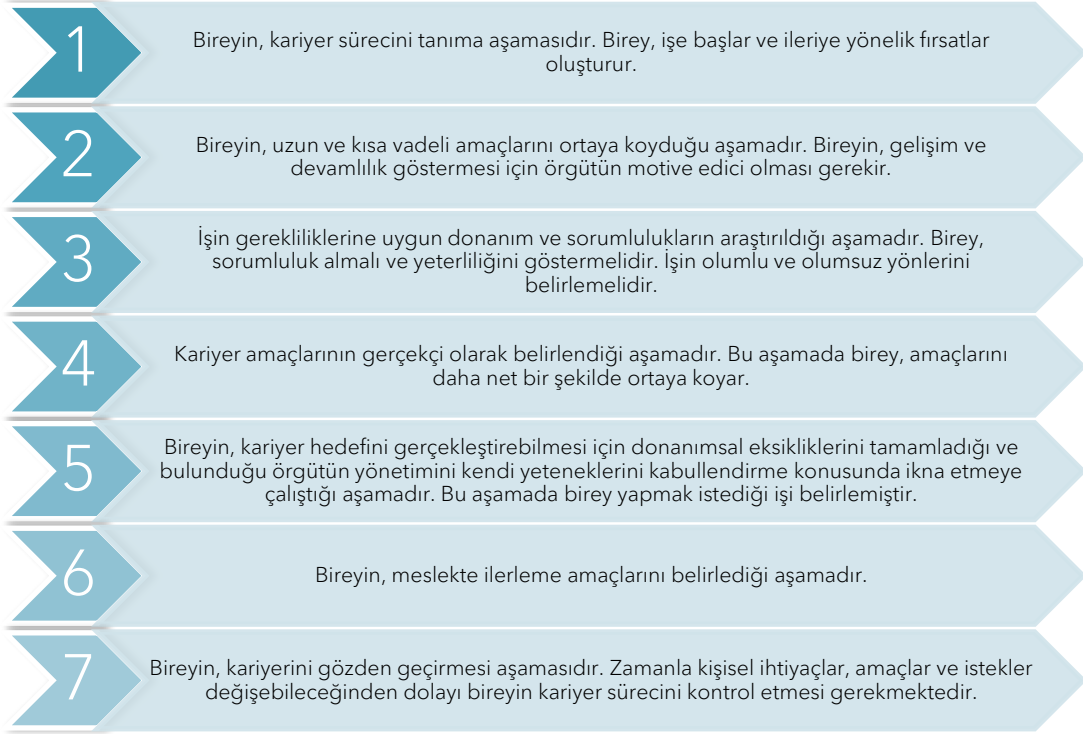 1
Bireyin, kariyer sürecini tanıma aşamasıdır. Birey, işe başlar ve ileriye yönelik fırsatlar
oluşturur.
2
Bireyin, uzun ve kısa vadeli amaçlarını ortaya koyduğu aşamadır. Bireyin, gelişim ve
devamlılık göstermesi için örgütün motive edici olması gerekir.
3
İşin gerekliliklerine uygun donanım ve sorumlulukların araştırıldığı aşamadır. Birey,
sorumluluk almalı ve yeterliliğini göstermelidir. İşin olumlu ve olumsuz yönlerini
belirlemelidir.
4
Kariyer amaçlarının gerçekçi olarak belirlendiği aşamadır. Bu aşamada birey, amaçlarını
daha net bir şekilde ortaya koyar.
5
Bireyin, kariyer hedefini gerçekleştirebilmesi için donanımsal eksikliklerini tamamladığı ve
bulunduğu örgütün yönetimini kendi yeteneklerini kabullendirme konusunda ikna etmeye
çalıştığı aşamadır. Bu aşamada birey yapmak istediği işi belirlemiştir.
6
Bireyin, meslekte ilerleme amaçlarını belirlediği aşamadır.
7
Bireyin, kariyerini gözden geçirmesi aşamasıdır. Zamanla kişisel ihtiyaçlar, amaçlar ve istekler
değişebileceğinden dolayı bireyin kariyer sürecini kontrol etmesi gerekmektedir.